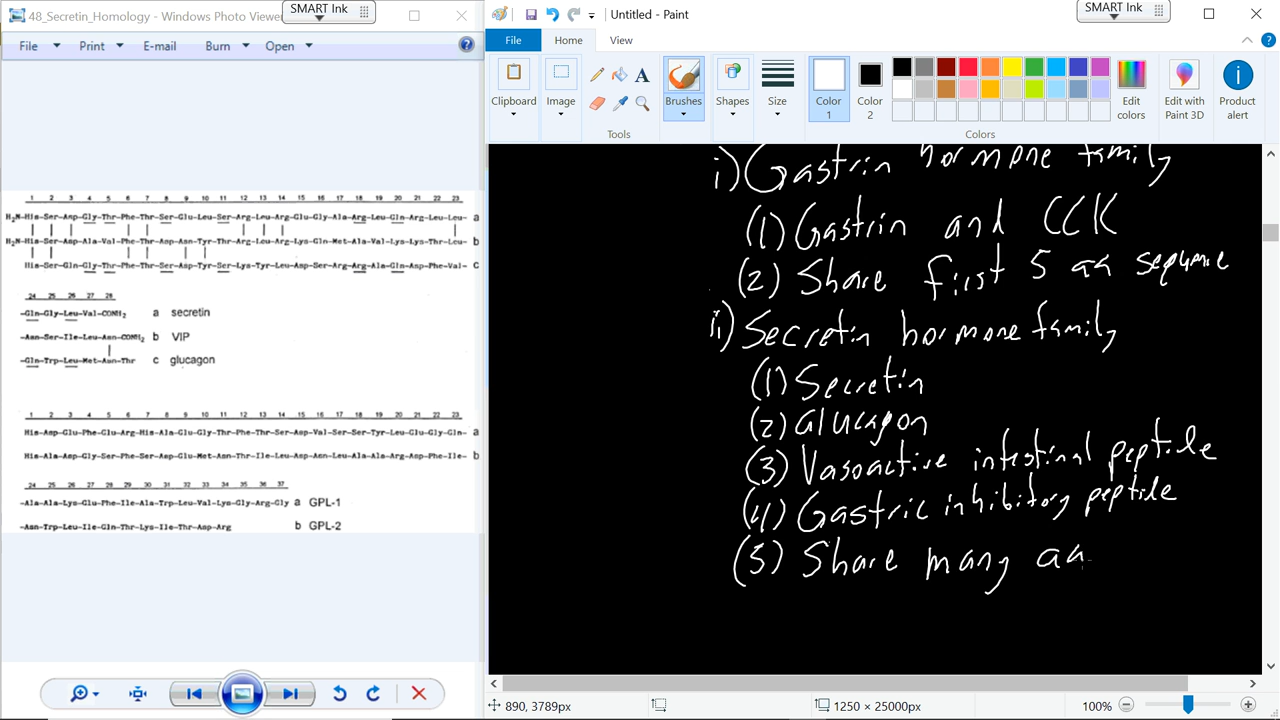 48_Secretin_Homology - Windows Photo Viewer
SMART Ink
File Print E-mail Burn Open
1 2 3 4 5 6 7 8 9 10 11 12 13 14 15 16 17 18 19 20 21 22 23
H₂N-His-Ser-Asp-Gly-Thr-Phe-Thr-Ser-Glu-Leu-Ser-Arg-Leu-Arg-Glu-Gly-Ala-Arg-Leu-Gln-Arg-Leu-Leu- a
H₂N-His-Ser-Asp-Ala-Val-Phe-Thr-Asp-Asn-Tyr-Thr-Arg-Leu-Arg-Lys-Gln-Met-Ala-Val-Lys-Lys-Thr-Leu- b
His-Ser-Gln-Gly-Thr-Phe-Thr-Ser-Asp-Tyr-Ser-Lys-Tyr-Leu-Asp-Ser-Arg-Arg-Ala-Gln-Asp-Phe-Val- c
24 25 26 27 28
-Gln-Gly-Leu-Val-CONH₂ a secretin
-Asn-Ser-Ile-Leu-Asn-CONH₂ b VIP
-Gln-Trp-Leu-Met-Asn-Thr c glucagon
1 2 3 4 5 6 7 8 9 10 11 12 13 14 15 16 17 18 19 20 21 22 23
His-Asp-Glu-Phe-Glu-Arg-His-Ala-Glu-Gly-Thr-Phe-Thr-Ser-Asp-Val-Ser-Ser-Tyr-Leu-Glu-Gly-Gln- a
His-Ala-Asp-Gly-Ser-Phe-Ser-Asp-Glu-Met-Asn-Thr-Ile-Leu-Asp-Asn-Leu-Ala-Ala-Arg-Asp-Phe-Ile- b
24 25 26 27 28 29 30 31 32 33 34 35 36 37
-Ala-Ala-Lys-Glu-Phe-Ile-Ala-Trp-Leu-Val-Lys-Gly-Arg-Gly a GPL-1
-Asn-Trp-Leu-Ile-Gln-Thr-Lys-Ile-Thr-Asp-Arg b GPL-2
Untitled - Paint
SMART Ink
File Home View
Clipboard Image Tools Brushes Shapes Size Color 1 Color 2 Edit colors Colors Edit with Paint 3D Product alert
i) Gastrin hormone family
(1) Gastrin and CCK
(2) Share first 5 aa sequence
ii) Secretin hormone family
(1) Secretin
(2) Glucagon
(3) Vasoactive intestinal peptide
(4) Gastric inhibitory peptide
(5) Share many aa
890, 3789px 1250 × 25000px 100%